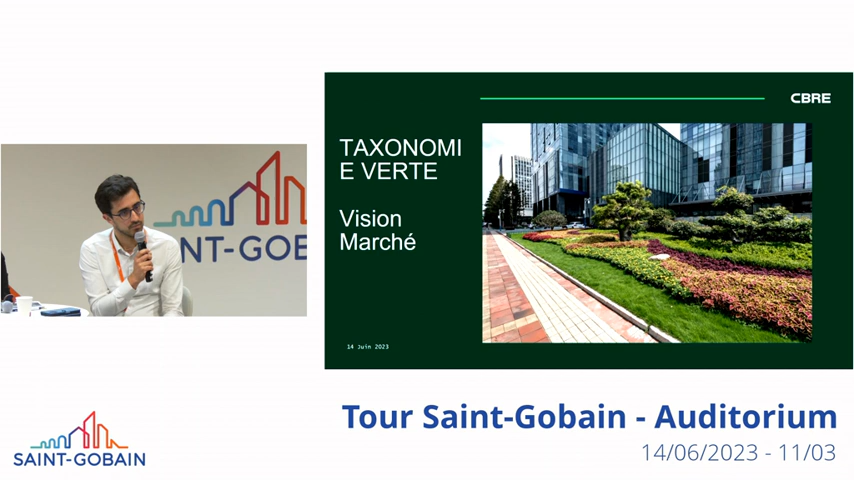 CBRE
TAXONOMI
E VERTE
Vision
Marché
14 Juin 2023
NT-GOB
Tour Saint-Gobain - Auditorium
14/06/2023 - 11/03
SAINT-GOBAIN